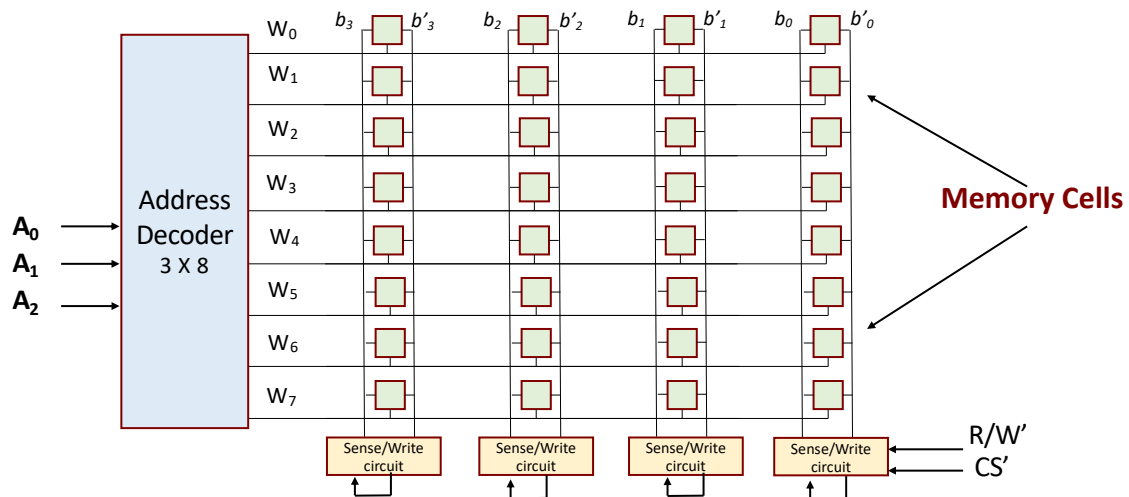 b₃ b'₃ b₂ b'₂ b₁ b'₁ b₀ b'₀
W₀
W₁
W₂
W₃
W₄
W₅
W₆
W₇
Address
Decoder
3 X 8
A₀
A₁
A₂
Memory Cells
Sense/Write
circuit
Sense/Write
circuit
Sense/Write
circuit
Sense/Write
circuit
R/W'
CS'